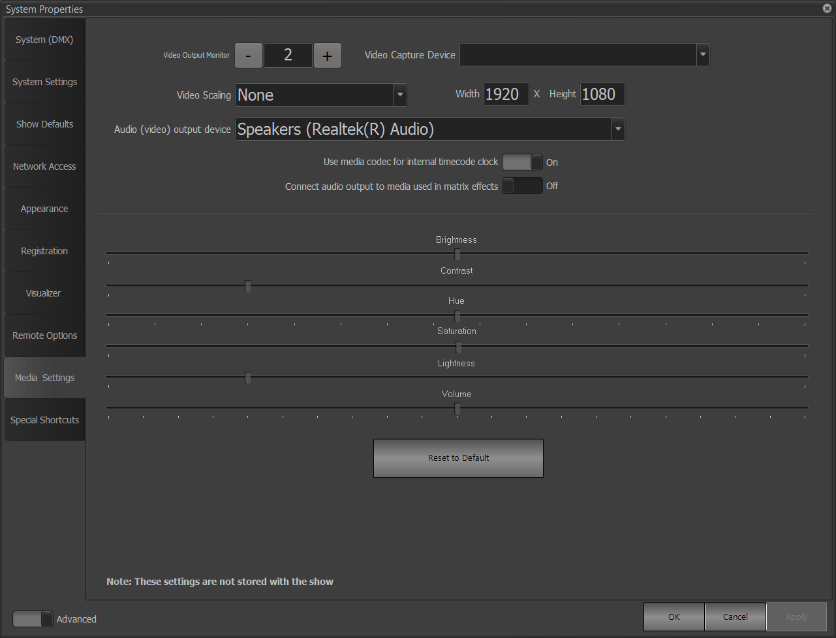 System Properties
System (DMX)
System Settings
Show Defaults
Network Access
Appearance
Registration
Visualizer
Remote Options
Media Settings
Special Shortcuts
Video Output Monitor - 2 + Video Capture Device
Video Scaling None Width 1920 X Height 1080
Audio (video) output device Speakers (Realtek(R) Audio)
Use media codec for internal timecode clock On
Connect audio output to media used in matrix effects Off
Brightness
Contrast
Hue
Saturation
Lightness
Volume
Reset to Default
Note: These settings are not stored with the show
Advanced
OK Cancel Apply